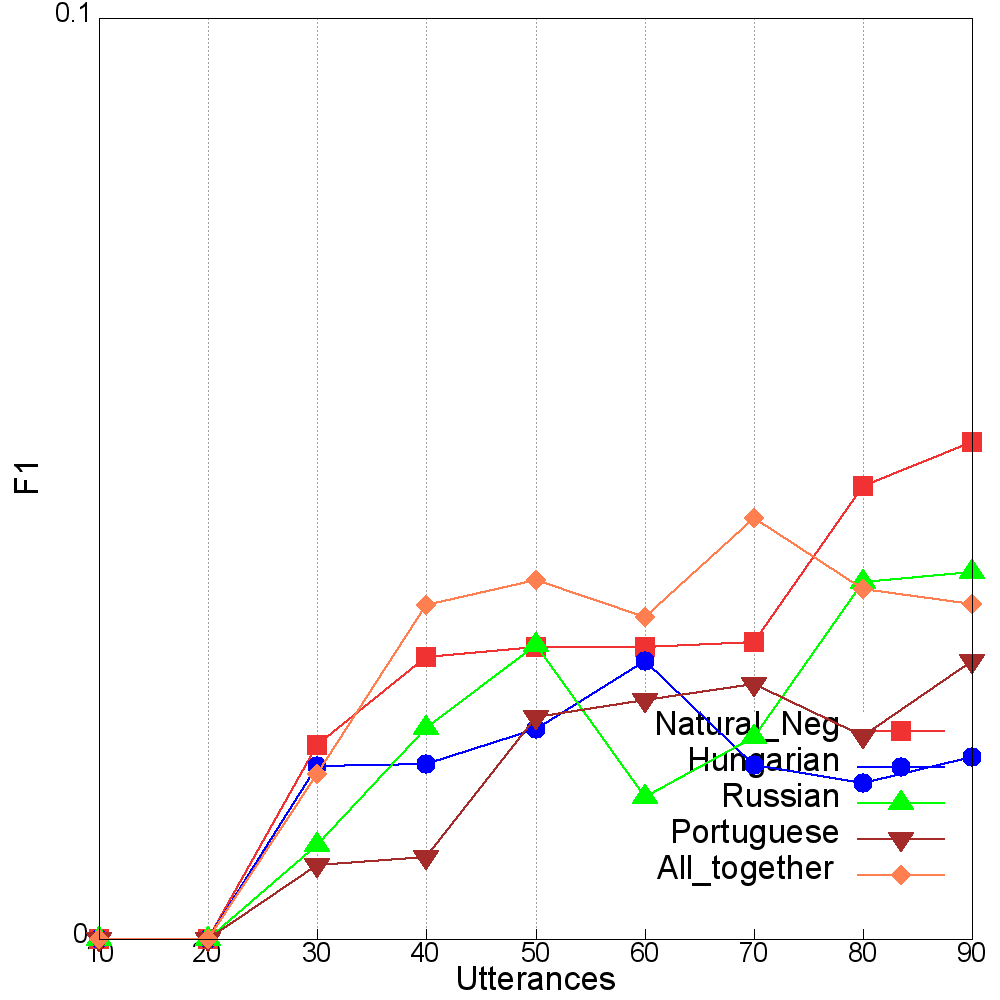 0.1
F1
Natural_Neg
Hungarian
Russian
Portuguese
All_together
0
10 20 30 40 50 60 70 80 90
Utterances